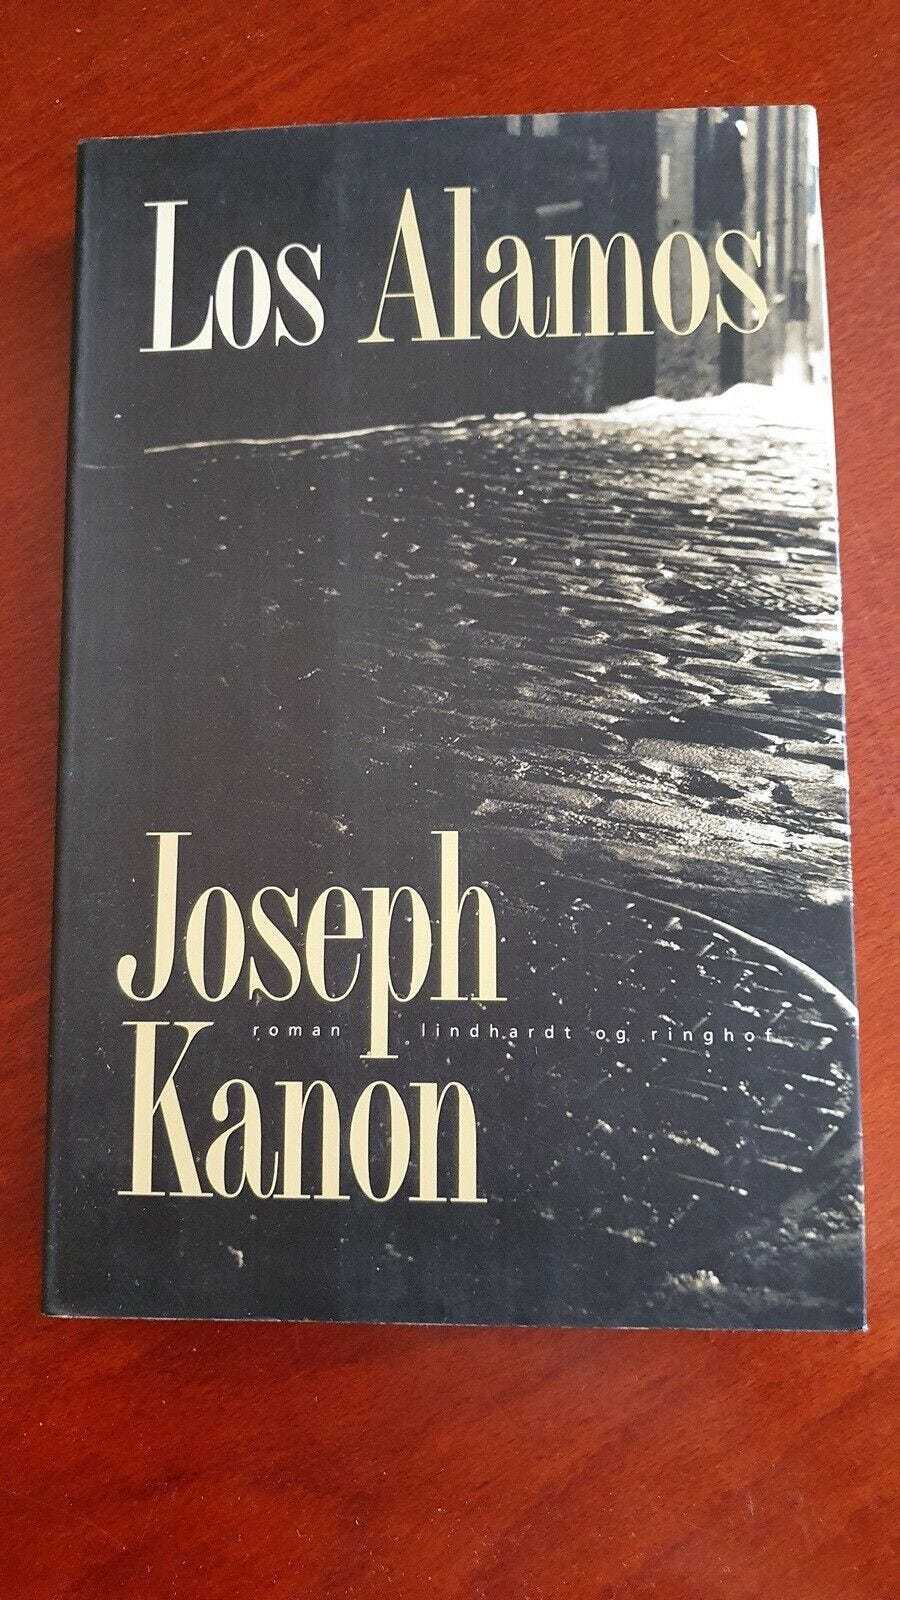 Los Alamos
Joseph
roman lindhardt og ringhof
Kanon